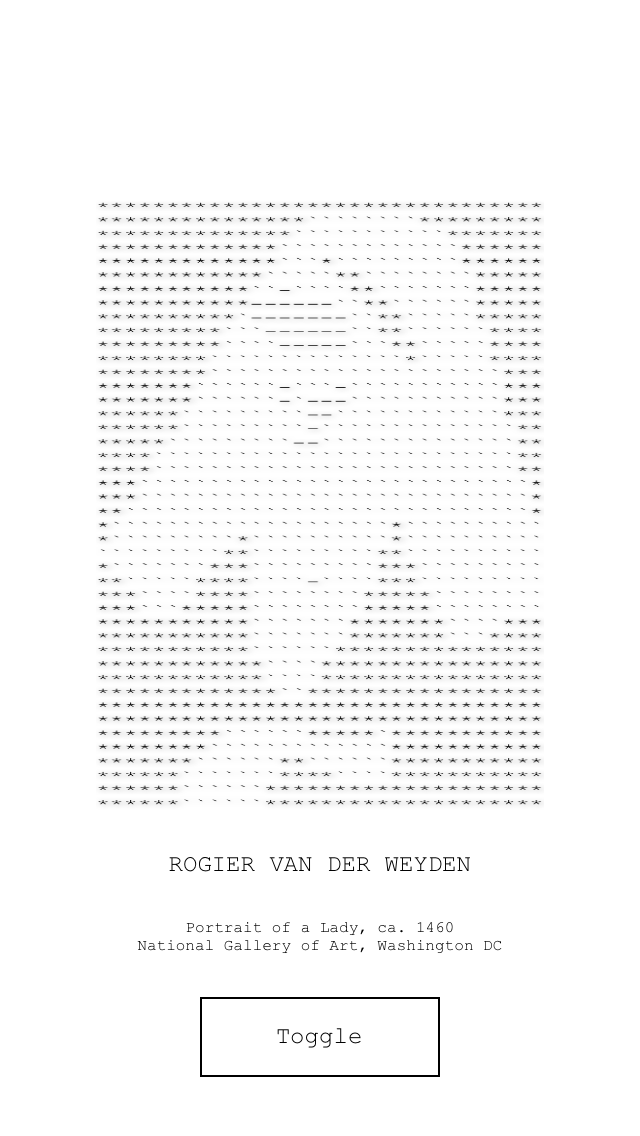 ROGIER VAN DER WEYDEN
Portrait of a Lady, ca. 1460
National Gallery of Art, Washington DC
Toggle